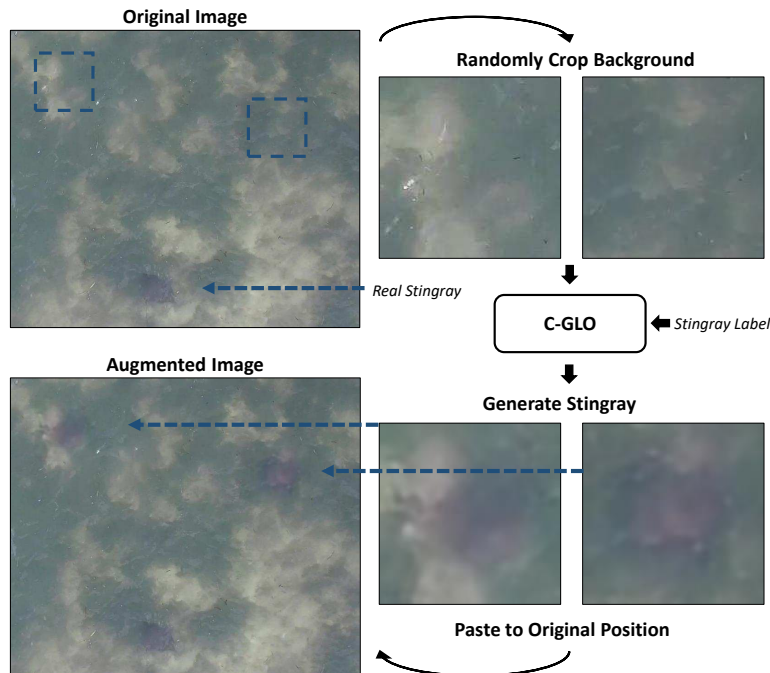 Original Image
Randomly Crop Background
Real Stingray
C-GLO
Stingray Label
Augmented Image
Generate Stingray
Paste to Original Position